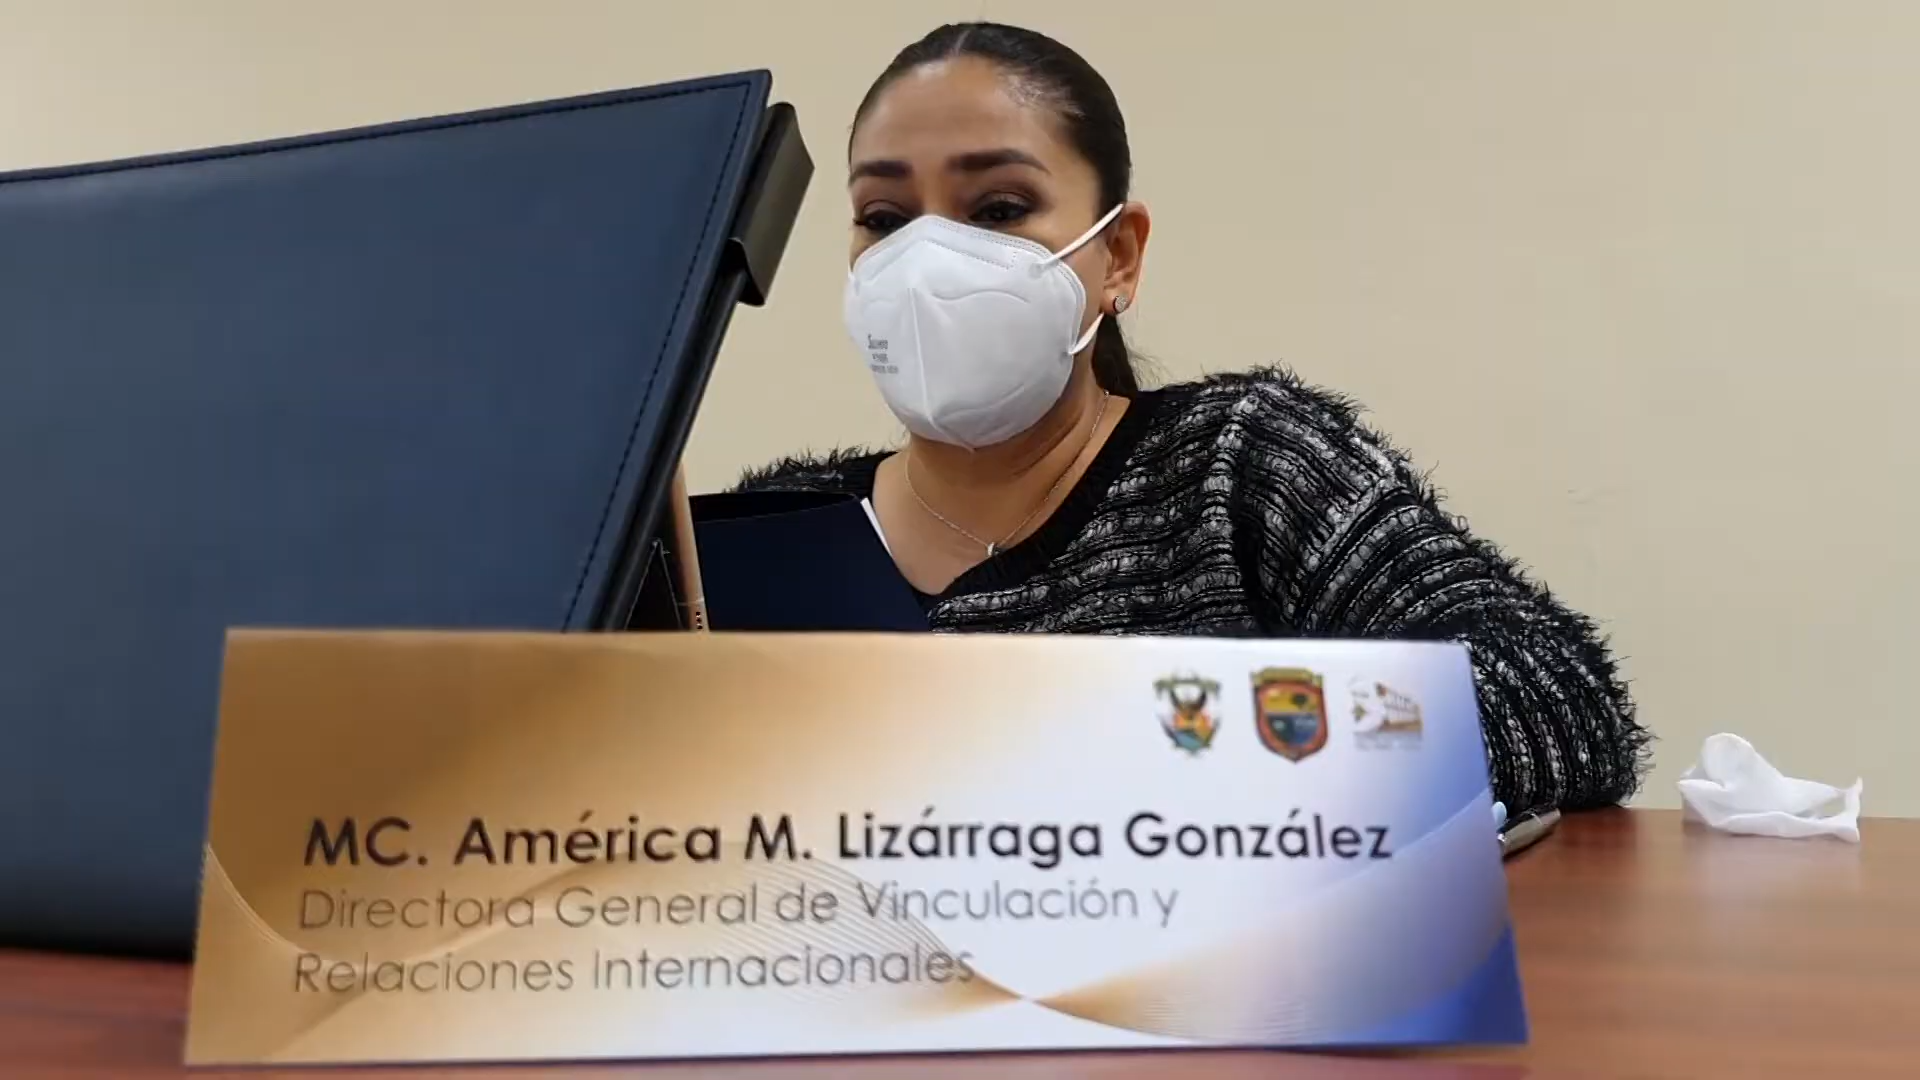 MC. América M. Lizárraga González
Directora General de Vinculación y
Relaciones Internacionales